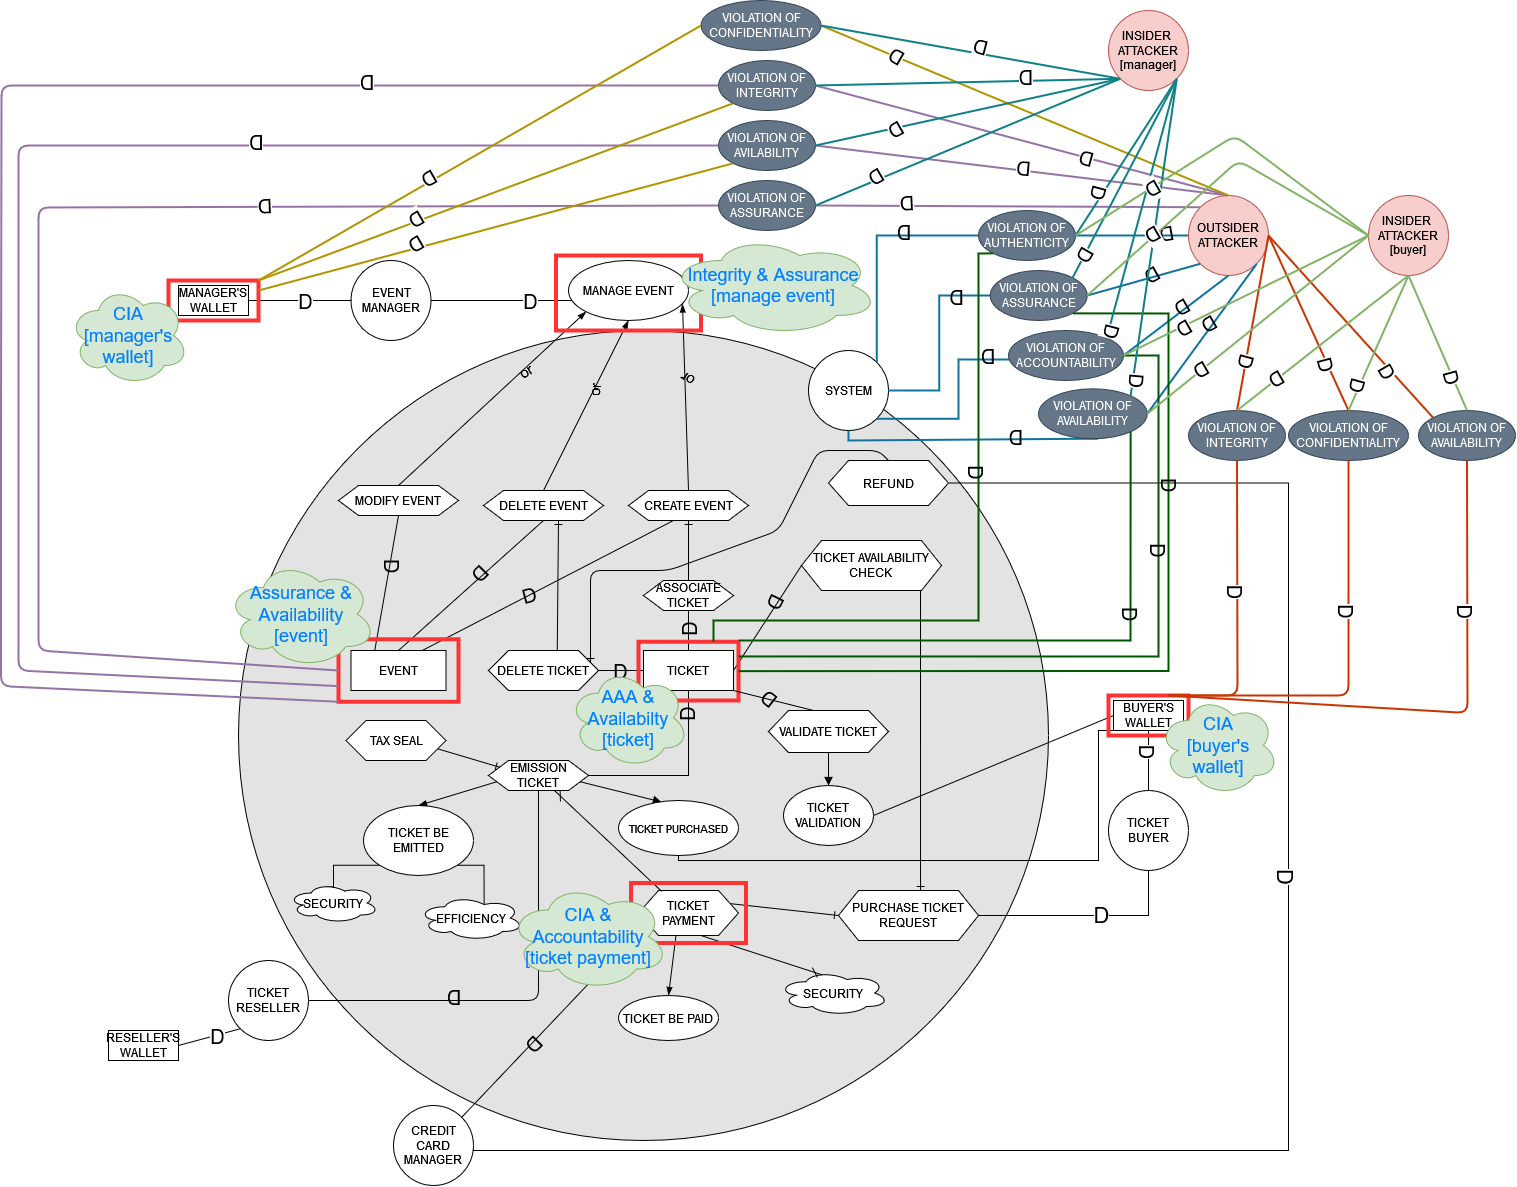 VIOLATION OF
CONFIDENTIALITY
INSIDER
ATTACKER
[manager]
D
D
VIOLATION OF
INTEGRITY
D
D
VIOLATION OF
AVILABILITY
D
D
D
D
VIOLATION OF
ASSURANCE
D
D
D
D
D
D
D
D
D
VIOLATION OF
AUTHENTICITY
D
D
D
OUTSIDER
ATTACKER
INSIDER
ATTACKER
[buyer]
MANAGER'S
WALLET
D
EVENT
MANAGER
D
MANAGE EVENT
Integrity & Assurance
[manage event]
CIA
[manager's
wallet]
D
VIOLATION OF
ASSURANCE
D
D
D
D
D
D
VIOLATION OF
ACCOUNTABILITY
D
D
D
D
D
D
D
D
D
or
or
or
SYSTEM
VIOLATION OF
AVAILABILITY
D
VIOLATION OF
INTEGRITY
VIOLATION OF
CONFIDENTIALITY
VIOLATION OF
AVAILABILITY
MODIFY EVENT
DELETE EVENT
CREATE EVENT
REFUND
D
D
D
TICKET AVAILABILITY
CHECK
D
D
D
ASSOCIATE
TICKET
D
D
D
D
D
D
Assurance &
Availability
[event]
EVENT
DELETE TICKET
D
TICKET
AAA &
Availabilty
[ticket]
D
D
BUYER'S
WALLET
CIA
[buyer's
wallet]
TAX SEAL
VALIDATE TICKET
D
EMISSION
TICKET
TICKET BE
EMITTED
TICKET PURCHASED
TICKET
VALIDATION
TICKET
BUYER
D
SECURITY
EFFICIENCY
CIA &
Accountability
[ticket payment]
TICKET
PAYMENT
PURCHASE TICKET
REQUEST
D
SECURITY
TICKET
RESELLER
D
TICKET BE PAID
RESELLER'S
WALLET
D
D
CREDIT
CARD
MANAGER